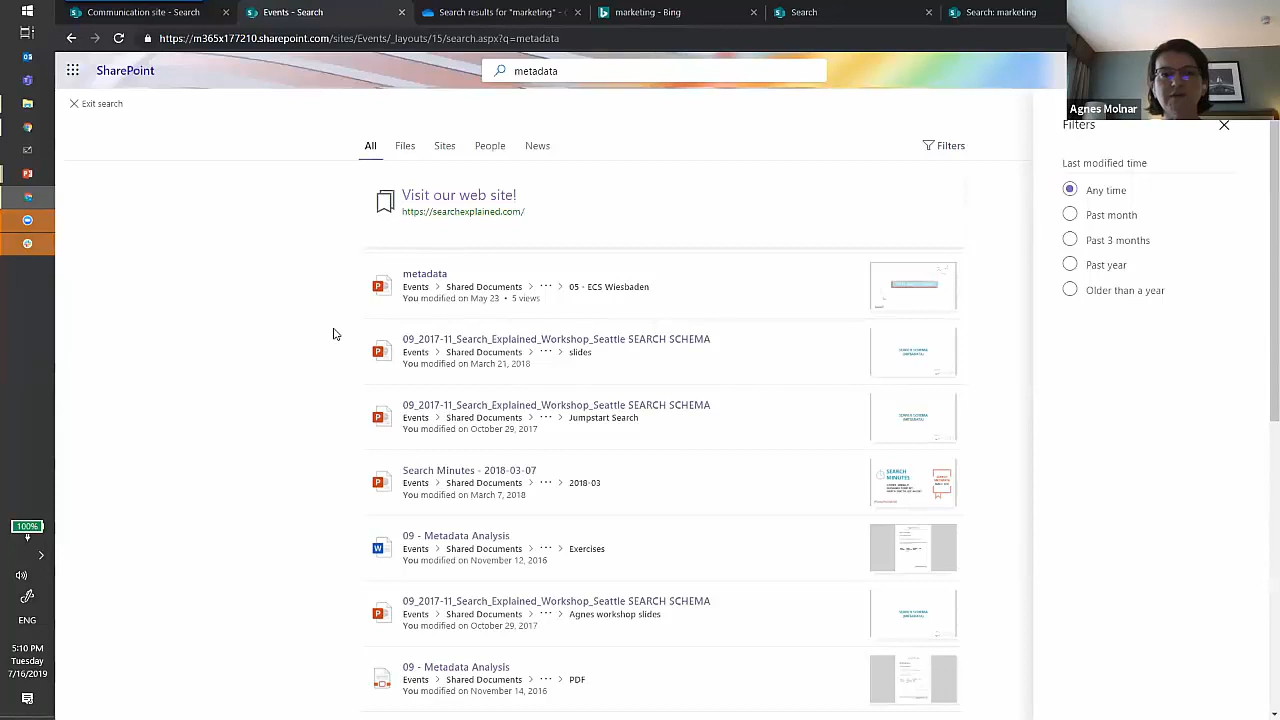 Communication site - Search
Events - Search
Search results for "marketing" - 
marketing - Bing
Search
Search: marketing
https://m365x177210.sharepoint.com/sites/Events/_layouts/15/search.aspx?q=metadata
SharePoint
metadata
Agnes Molnar
Exit search
Filters
All
Files
Sites
People
News
Filters
Last modified time
Any time
Past month
Past 3 months
Past year
Older than a year
Visit our web site!
https://searchexplained.com/
metadata
Events > Shared Documents > ... > 05 - ECS Wiesbaden
You modified on May 28 • 5 views
09_2017-11_Search_Explained_Workshop_Seattle SEARCH SCHEMA
Events > Shared Documents > ... > slides
You modified on March 21, 2018
09_2017-11_Search_Explained_Workshop_Seattle SEARCH SCHEMA
Events > Shared Documents > ... > Jumpstart Search
You modified on October 29, 2017
Search Minutes - 2018-03-07
Events > Shared Documents > ... > 2018-03
You modified on 2018
SEARCH
MINUTES
09 - Metadata Analysis
Events > Shared Documents > ... > Exercises
You modified on 12, 2016
09_2017-11_Search_Explained_Workshop_Seattle SEARCH SCHEMA
Events > Shared Documents > ... > Agnes workshop slides
You modified on October 29, 2017
09 - Metadata Analysis
Events > Shared Documents > ... > PDF
You modified on October 14, 2016
100%
5:10 PM
Tuesday
7/16/2019